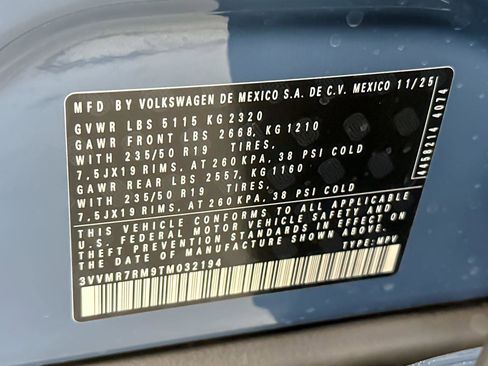 MFD BY VOLKSWAGEN DE MEXICO S.A. DE C.V. MEXICO 11/25
GVWR LBS 5115 KG 2320
GAWR FRONT LBS 2668, KG 1210
WITH 235/50 R19 TIRES,
7.5JX19 RIMS, AT 260 KPA, 38 PSI COLD
GAWR REAR LBS 2557, KG 1160
WITH 235/50 R19 TIRES,
7.5JX19 RIMS, AT 260 KPA, 38 PSI COLD
THIS VEHICLE CONFORMS TO ALL APPLICABLE
U.S. FEDERAL MOTOR VEHICLE SAFETY AND
THEFT PREVENTION STANDARDS IN EFFECT ON THE
DATE OF MANUFACTURE SHOWN ABOVE.
3VVMR7RM9TM032194 TYPE: MPV
4458214 4074